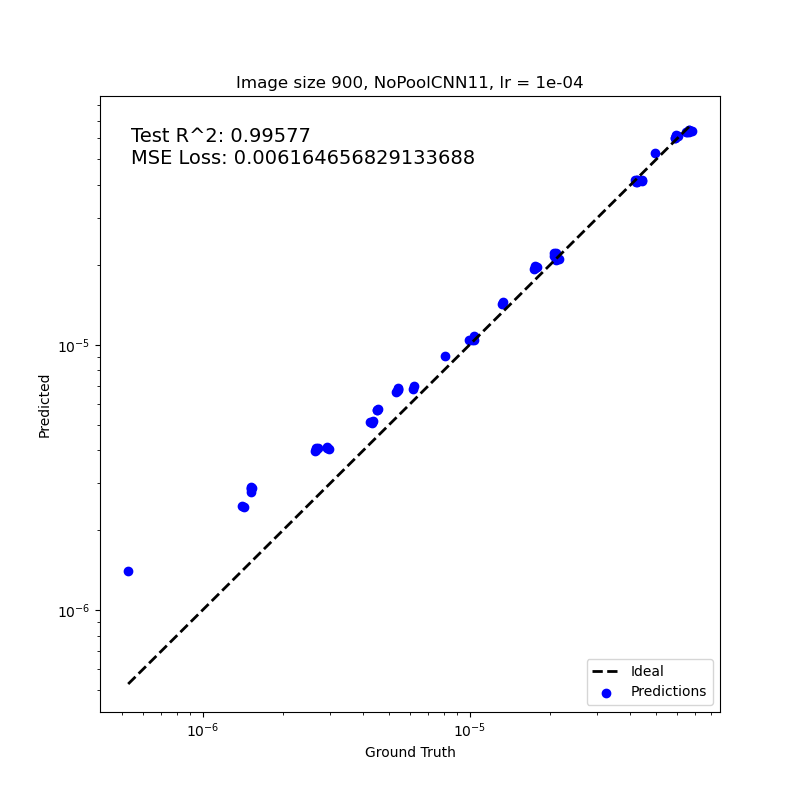 Image size 900, NoPoolCNN11, lr = 1e-04
Test R^2: 0.99577
MSE Loss: 0.006164656829133688
Predicted
10⁻⁵
10⁻⁶
10⁻⁶
10⁻⁵
Ground Truth
Ideal
Predictions